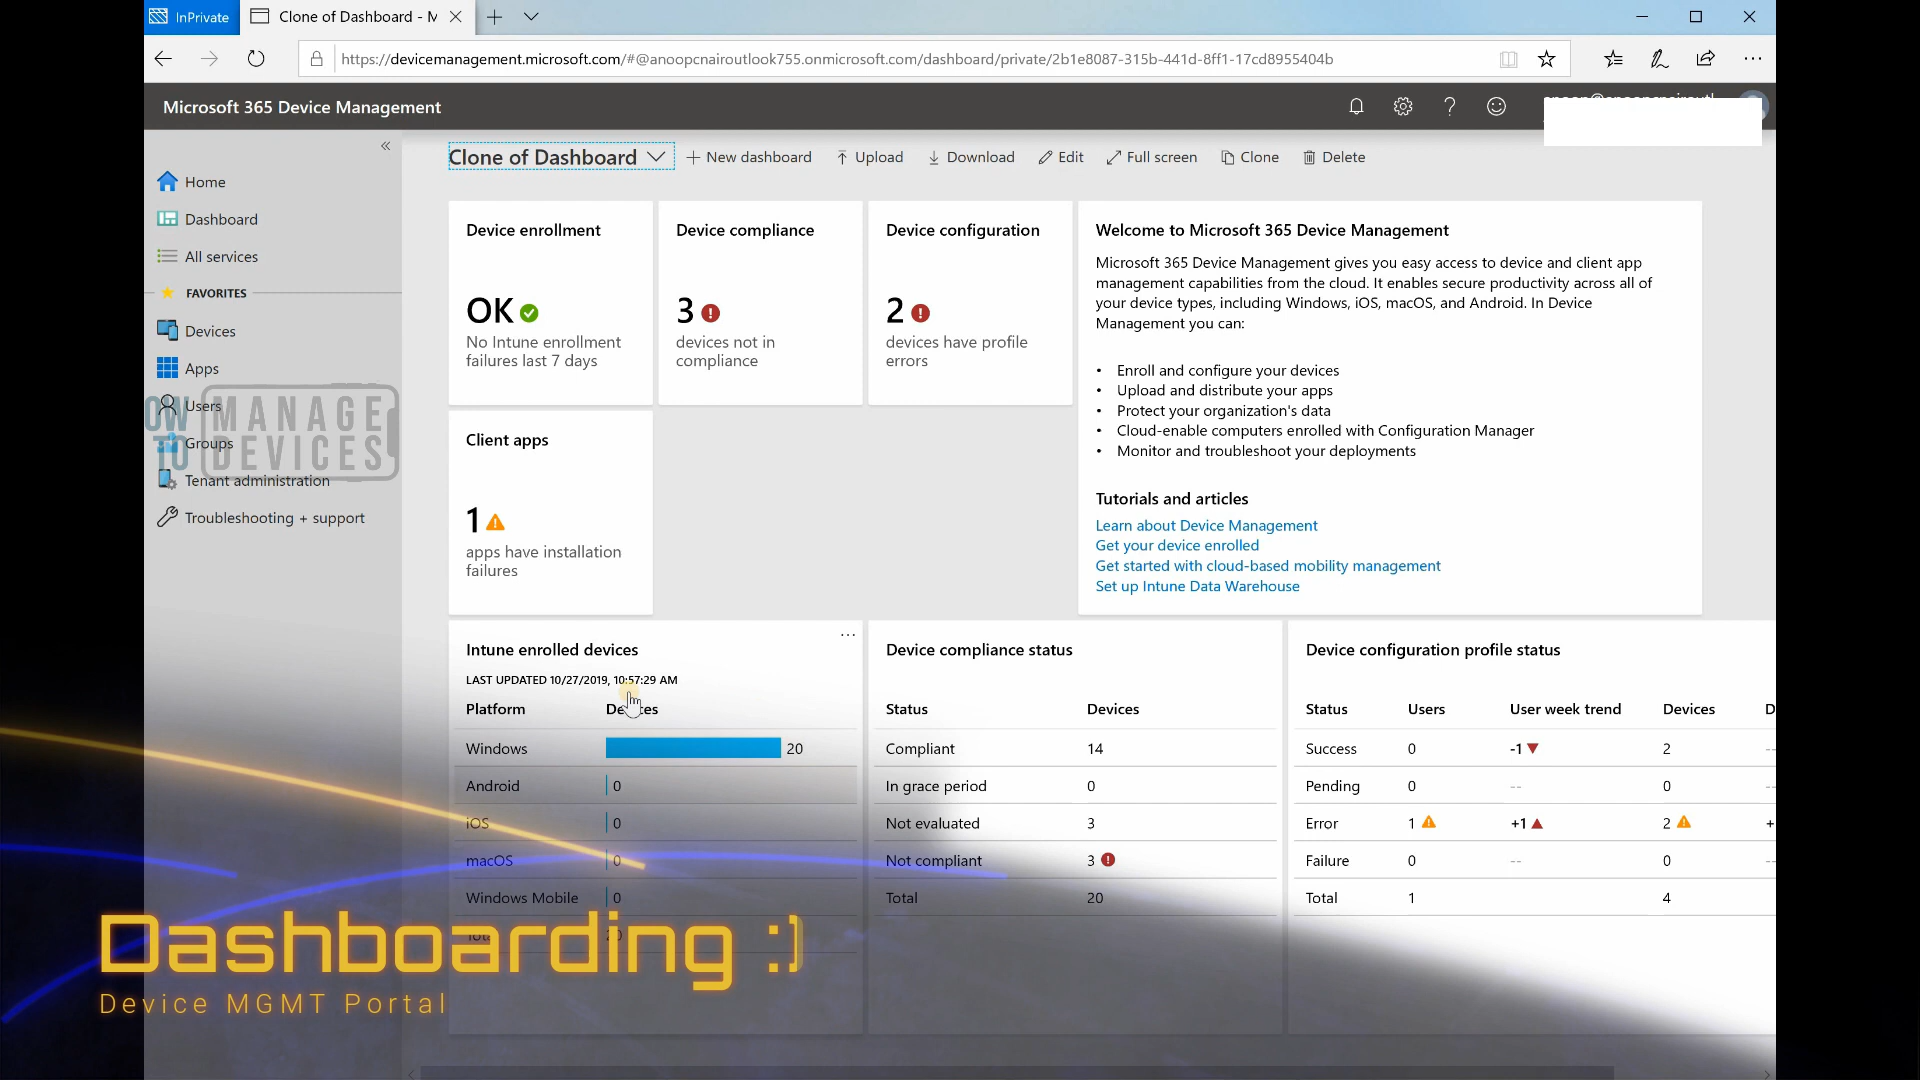 InPrivate
Clone of Dashboard - M
https://devicemanagement.microsoft.com/#@anoopcnairoutlook755.onmicrosoft.com/dashboard/private/2b1e8087-315b-441d-8ff1-17cd8955404b
Microsoft 365 Device Management
Clone of Dashboard
New dashboard
Upload
Download
Edit
Full screen
Clone
Delete
Home
Dashboard
All services
FAVORITES
Devices
Apps
Users
Groups
Tenant administration
Troubleshooting + support
OW MANAGE
TO DEVICES
Device enrollment
OK
No Intune enrollment
failures last 7 days
Device compliance
3
devices not in
compliance
Device configuration
2
devices have profile
errors
Client apps
1
apps have installation
failures
Welcome to Microsoft 365 Device Management
Microsoft 365 Device Management gives you easy access to device and client app
management capabilities from the cloud. It enables secure productivity across all of
your device types, including Windows, iOS, macOS, and Android. In Device
Management you can:
• Enroll and configure your devices
• Upload and distribute your apps
• Protect your organization's data
• Cloud-enable computers enrolled with Configuration Manager
• Monitor and troubleshoot your deployments
Tutorials and articles
Learn about Device Management
Get your device enrolled
Get started with cloud-based mobility management
Set up Intune Data Warehouse
Intune enrolled devices
LAST UPDATED 10/27/2019, 10:57:29 AM
Platform Devices
Windows 20
Android 0
iOS 0
macOS 0
Windows Mobile 0
Total 20
Device compliance status
Status Devices
Compliant 14
In grace period 0
Not evaluated 3
Not compliant 3
Total 20
Device configuration profile status
Status Users User week trend Devices D
Success 0 -1 2 --
Pending 0 -- 0 --
Error 1 +1 2 +
Failure 0 -- 0
Total 1 4
Dashboarding :)
Device MGMT Portal